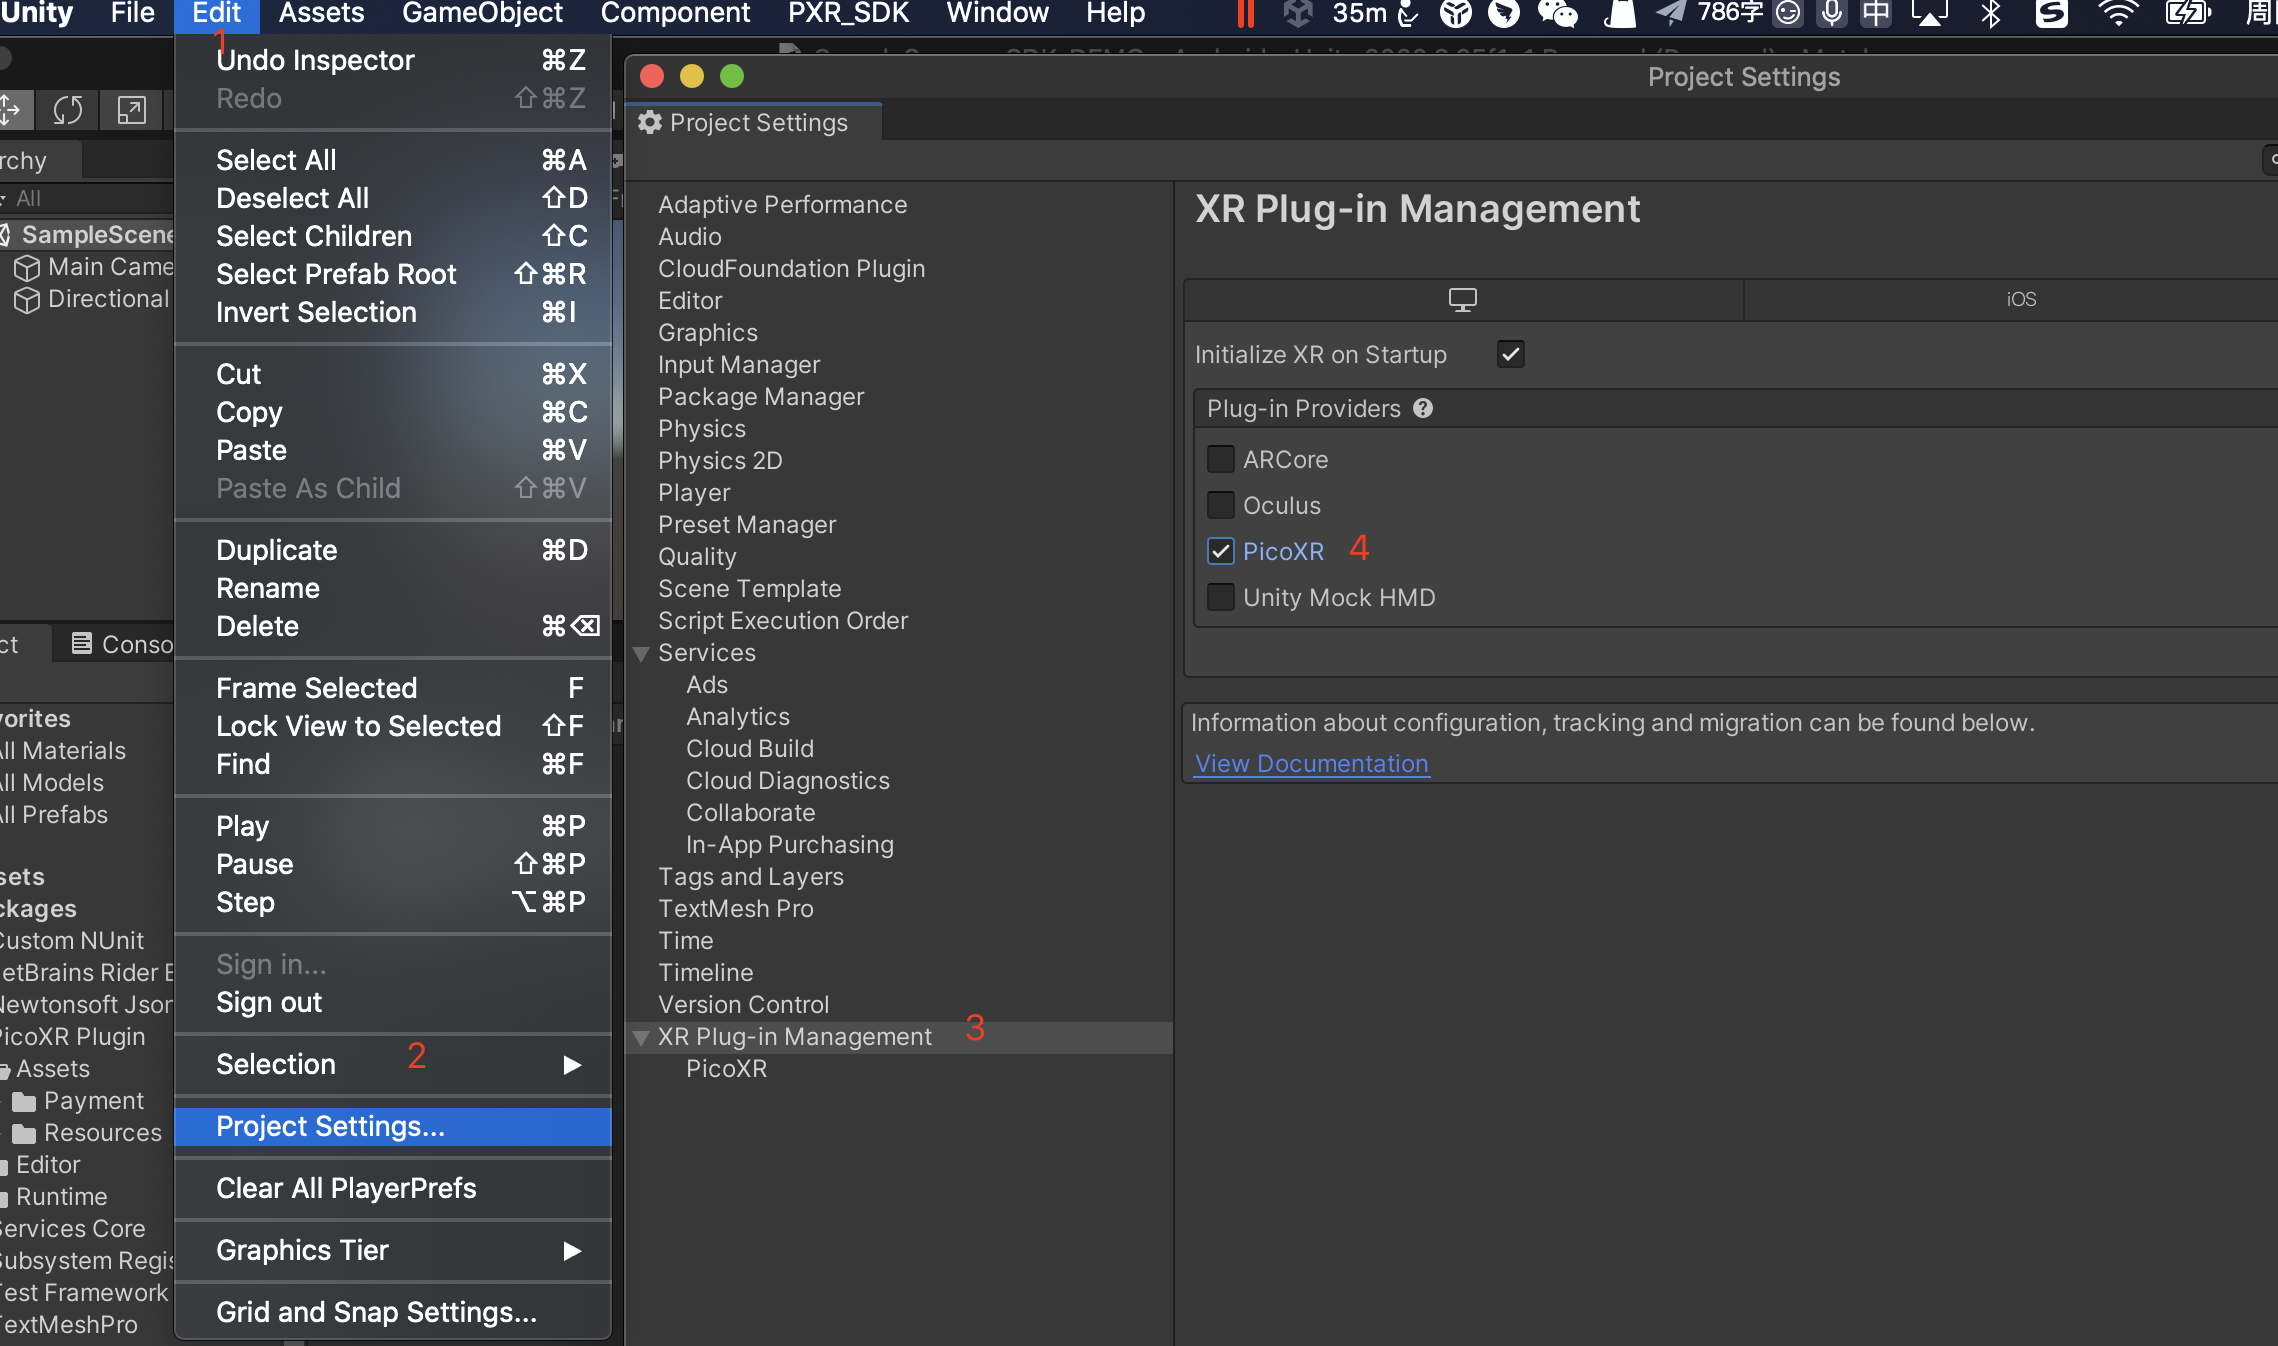 Unity File Edit Assets GameObject Component PXR_SDK Window Help 35m 786字 中 周
1
Undo Inspector ⌘Z
Redo ⇧⌘Z
Select All ⌘A
Deselect All ⇧D
Select Children ⇧C
Select Prefab Root ⇧⌘R
Invert Selection ⌘I
Cut ⌘X
Copy ⌘C
Paste ⌘V
Paste As Child ⇧⌘V
Duplicate ⌘D
Rename
Delete ⌘⌫
Frame Selected F
Lock View to Selected ⇧F
Find ⌘F
Play ⌘P
Pause ⇧⌘P
Step ⌥⌘P
Sign in...
Sign out
Selection 2
Project Settings...
Clear All PlayerPrefs
Graphics Tier
Grid and Snap Settings...
rchy
All
SampleScene
Main Came
Directional
ct Conso
vorites
All Materials
All Models
All Prefabs
sets
ckages
Custom NUnit
etBrains Rider E
Newtonsoft Json
PicoXR Plugin
Assets
Payment
Resources
Editor
Runtime
Services Core
Subsystem Regis
Test Framework
TextMeshPro
Project Settings
Project Settings
Adaptive Performance
Audio
CloudFoundation Plugin
Editor
Graphics
Input Manager
Package Manager
Physics
Physics 2D
Player
Preset Manager
Quality
Scene Template
Script Execution Order
Services
Ads
Analytics
Cloud Build
Cloud Diagnostics
Collaborate
In-App Purchasing
Tags and Layers
TextMesh Pro
Time
Timeline
Version Control
XR Plug-in Management 3
PicoXR
XR Plug-in Management
iOS
Initialize XR on Startup
Plug-in Providers
ARCore
Oculus
PicoXR 4
Unity Mock HMD
Information about configuration, tracking and migration can be found below.
View Documentation